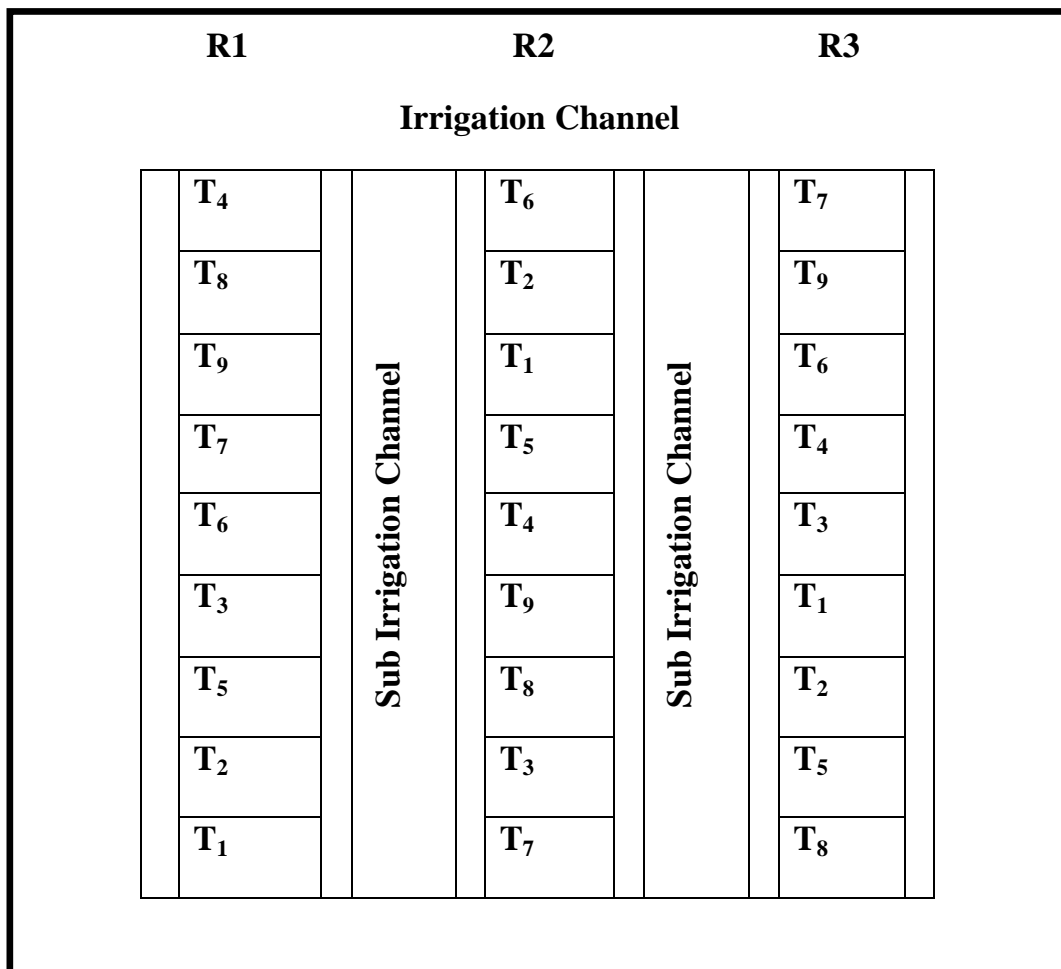 R1 R2 R3
Irrigation Channel
T4 T6 T7
T8 T2 T9
T9 T1 T6
T7 T5 T4
T6 T4 T3
T3 T9 T1
T5 T8 T2
T2 T3 T5
T1 T7 T8
Sub Irrigation Channel
Sub Irrigation Channel